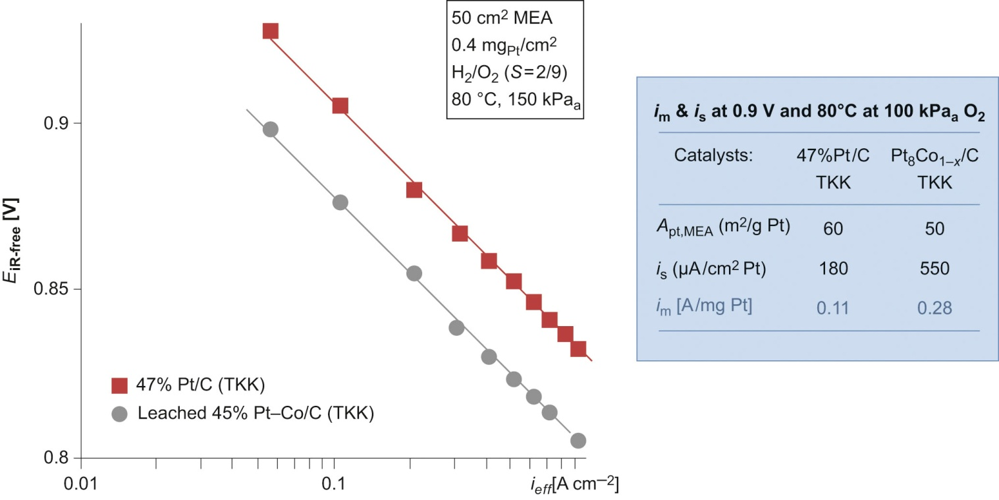 50 cm2 MEA
0.4 mgPt/cm2
H2/O2 (S=2/9)
80 °C, 150 kPaa
0.9
0.85
0.8
EiR-free [V]
47% Pt/C (TKK)
Leached 45% Pt–Co/C (TKK)
0.01
0.1
ieff[A cm–2]
im & is at 0.9 V and 80°C at 100 kPaa O2
Catalysts: 47%Pt/C Pt8Co1–x/C
TKK TKK
Apt,MEA (m2/g Pt) 60 50
is (µA/cm2 Pt) 180 550
im [A/mg Pt] 0.11 0.28